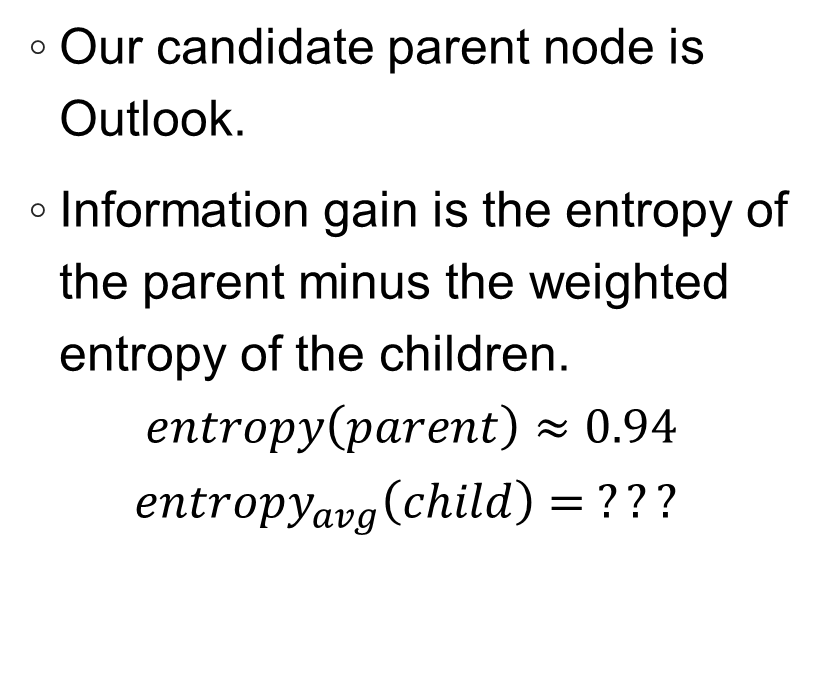 ◦ Our candidate parent node is
Outlook.
◦ Information gain is the entropy of
the parent minus the weighted
entropy of the children.
entropy(parent) ≈ 0.94
entropy_avg(child) = ???